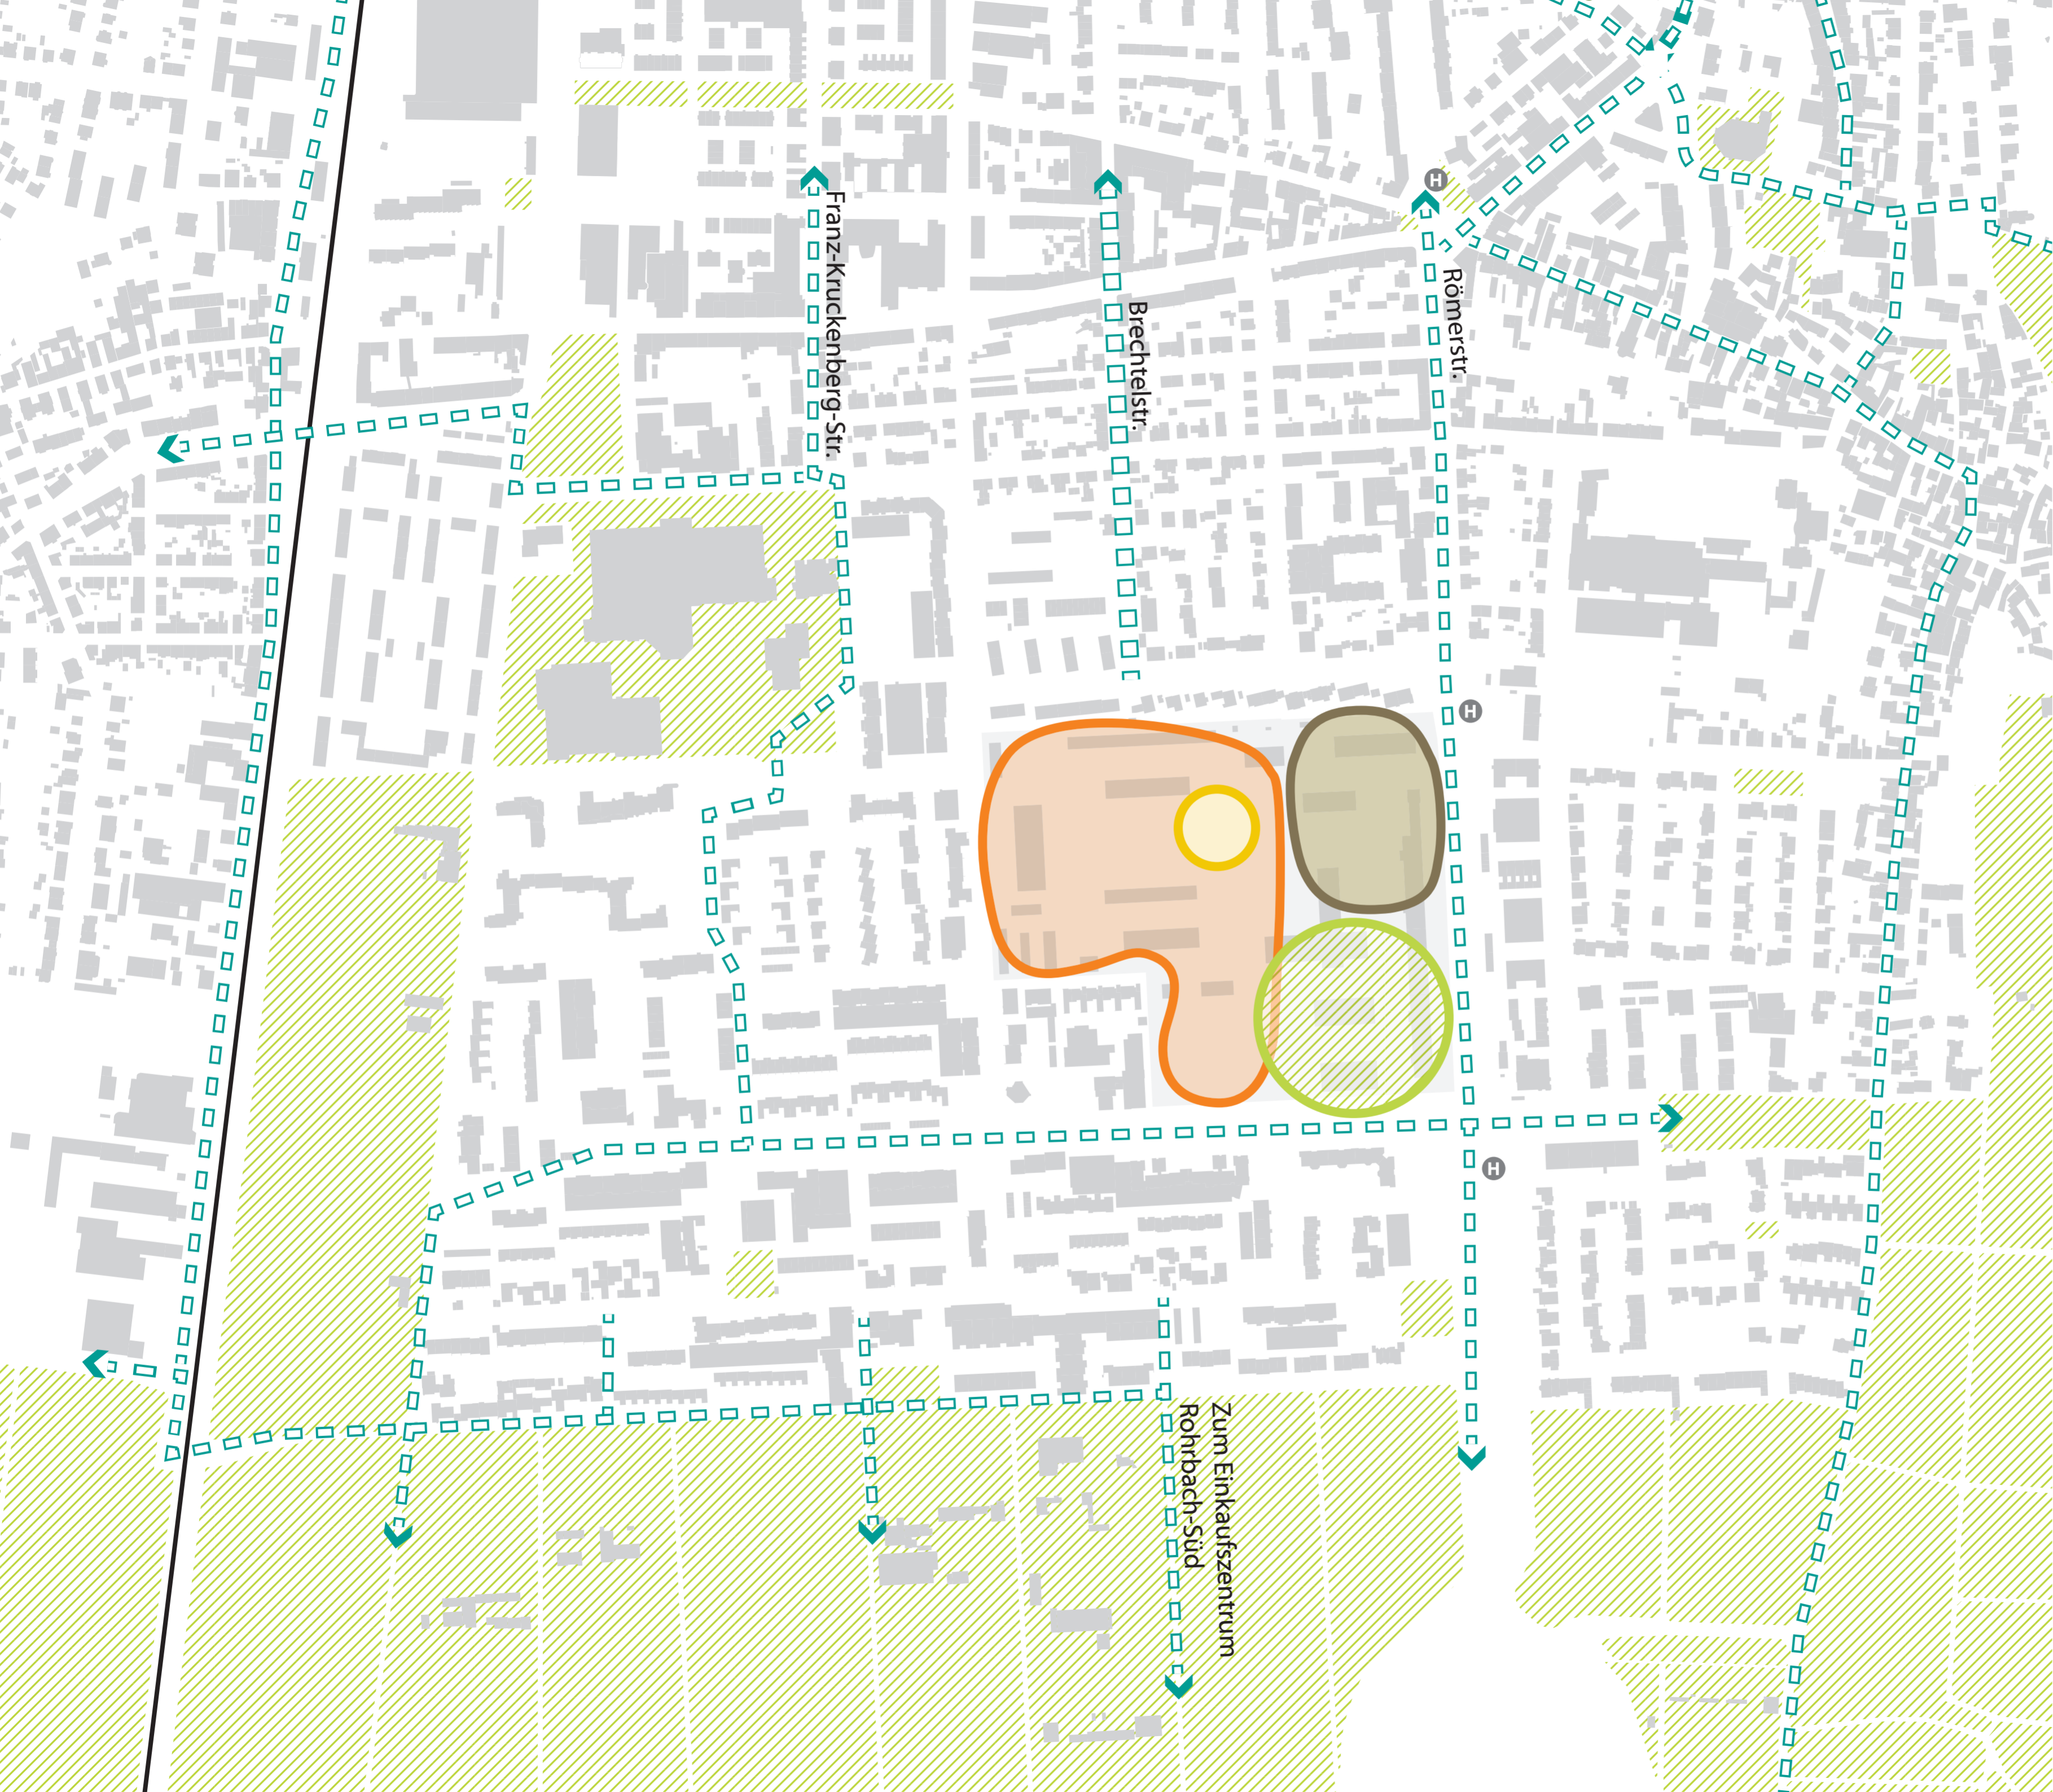 H
Franz-Kruckenberg-Str.
Römerstr.
Brechtelstr.
H
H
Zum Einkaufszentrum
Rohrbach-Süd